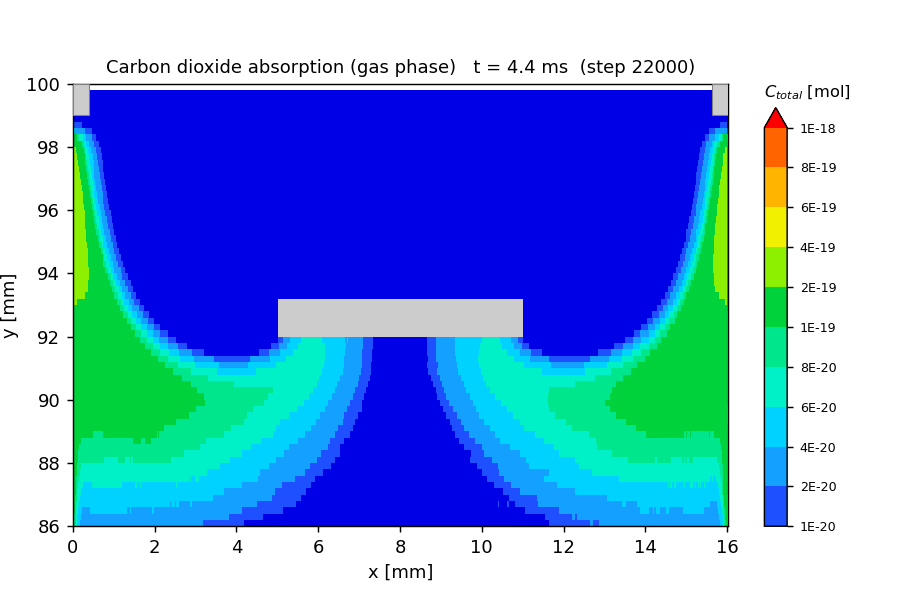 Carbon dioxide absorption (gas phase)   t = 4.4 ms  (step 22000)
C_total [mol]
1E-18
8E-19
6E-19
4E-19
2E-19
1E-19
8E-20
6E-20
4E-20
2E-20
1E-20
y [mm]
100
98
96
94
92
90
88
86
0 2 4 6 8 10 12 14 16
x [mm]